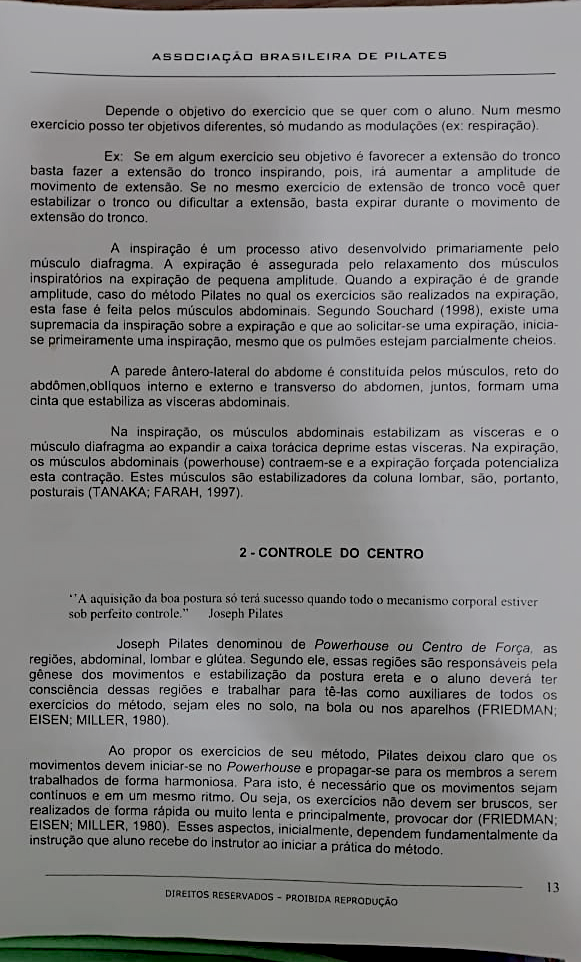 ASSOCIAÇÃO BRASILEIRA DE PILATES
Depende o objetivo do exercício que se quer com o aluno. Num mesmo
exercício posso ter objetivos diferentes, só mudando as modulações (ex: respiração).
Ex: Se em algum exercício seu objetivo é favorecer a extensão do tronco
basta fazer a extensão do tronco inspirando, pois, irá aumentar a amplitude de
movimento de extensão. Se no mesmo exercício de extensão de tronco você quer
estabilizar o tronco ou dificultar a extensão, basta expirar durante o movimento de
extensão do tronco.
A inspiração é um processo ativo desenvolvido primariamente pelo
músculo diafragma. A expiração é assegurada pelo relaxamento dos músculos
inspiratórios na expiração de pequena amplitude. Quando a expiração é de grande
amplitude, caso do método Pilates no qual os exercícios são realizados na expiração,
esta fase é feita pelos músculos abdominais. Segundo Souchard (1998), existe uma
supremacia da inspiração sobre a expiração e que ao solicitar-se uma expiração, inicia-
se primeiramente uma inspiração, mesmo que os pulmões estejam parcialmente cheios.
A parede ântero-lateral do abdome é constituída pelos músculos, reto do
abdômen,oblíquos interno e externo e transverso do abdomen, juntos, formam uma
cinta que estabiliza as vísceras abdominais.
Na inspiração, os músculos abdominais estabilizam as vísceras e o
músculo diafragma ao expandir a caixa torácica deprime estas vísceras. Na expiração,
os músculos abdominais (powerhouse) contraem-se e a expiração forçada potencializa
esta contração. Estes músculos são estabilizadores da coluna lombar, são, portanto,
posturais (TANAKA; FARAH, 1997).
2 - CONTROLE DO CENTRO
‘’A aquisição da boa postura só terá sucesso quando todo o mecanismo corporal estiver
sob perfeito controle.” Joseph Pilates
Joseph Pilates denominou de Powerhouse ou Centro de Força, as
regiões, abdominal, lombar e glútea. Segundo ele, essas regiões são responsáveis pela
gênese dos movimentos e estabilização da postura ereta e o aluno deverá ter
consciência dessas regiões e trabalhar para tê-las como auxiliares de todos os
exercícios do método, sejam eles no solo, na bola ou nos aparelhos (FRIEDMAN;
EISEN; MILLER, 1980).
Ao propor os exercícios de seu método, Pilates deixou claro que os
movimentos devem iniciar-se no Powerhouse e propagar-se para os membros a serem
trabalhados de forma harmoniosa. Para isto, é necessário que os movimentos sejam
contínuos e em um mesmo ritmo. Ou seja, os exercícios não devem ser bruscos, ser
realizados de forma rápida ou muito lenta e principalmente, provocar dor (FRIEDMAN;
EISEN; MILLER, 1980). Esses aspectos, inicialmente, dependem fundamentalmente da
instrução que aluno recebe do instrutor ao iniciar a prática do método.
13
DIREITOS RESERVADOS – PROIBIDA REPRODUÇÃO